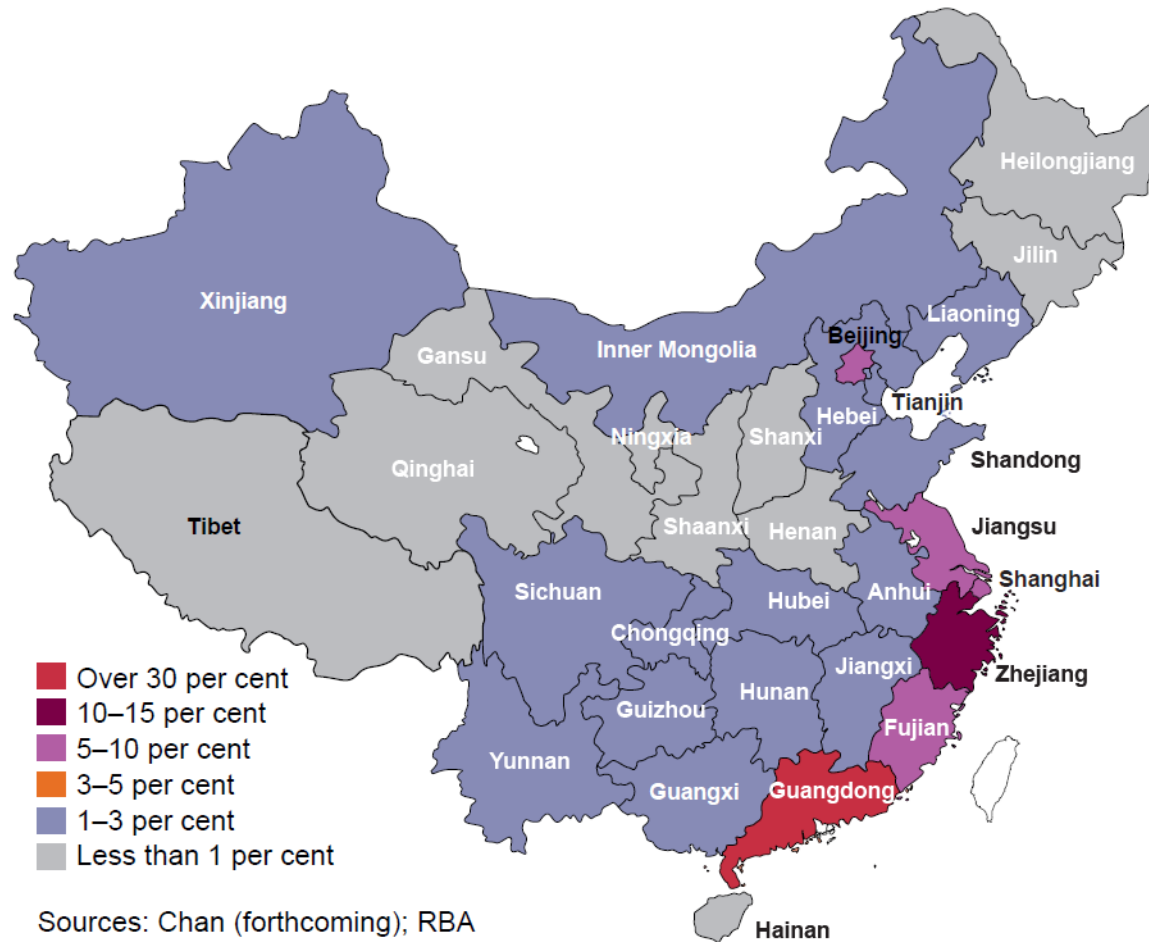 Heilongjiang
Jilin
Xinjiang
Liaoning
Beijing
Inner Mongolia
Gansu
Tianjin
Hebei
Ningxia
Shanxi
Shandong
Qinghai
Tibet
Shaanxi
Henan
Jiangsu
Shanghai
Sichuan
Hubei
Anhui
Chongqing
Jiangxi
Zhejiang
Hunan
Guizhou
Fujian
Yunnan
Guangxi
Guangdong
Hainan
Over 30 per cent
10–15 per cent
5–10 per cent
3–5 per cent
1–3 per cent
Less than 1 per cent
Sources: Chan (forthcoming); RBA